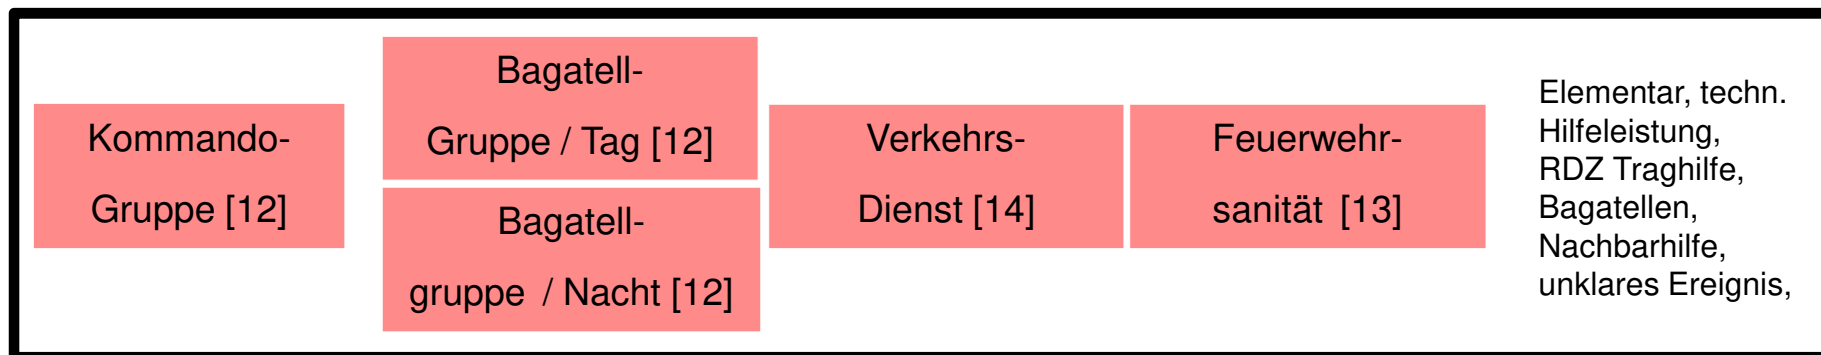 Kommando-
Gruppe [12]
Bagatell-
Gruppe / Tag [12]
Bagatell-
gruppe / Nacht [12]
Verkehrs-
Dienst [14]
Feuerwehr-
sanität [13]
Elementar, techn.
Hilfeleistung,
RDZ Traghilfe,
Bagatellen,
Nachbarhilfe,
unklares Ereignis,